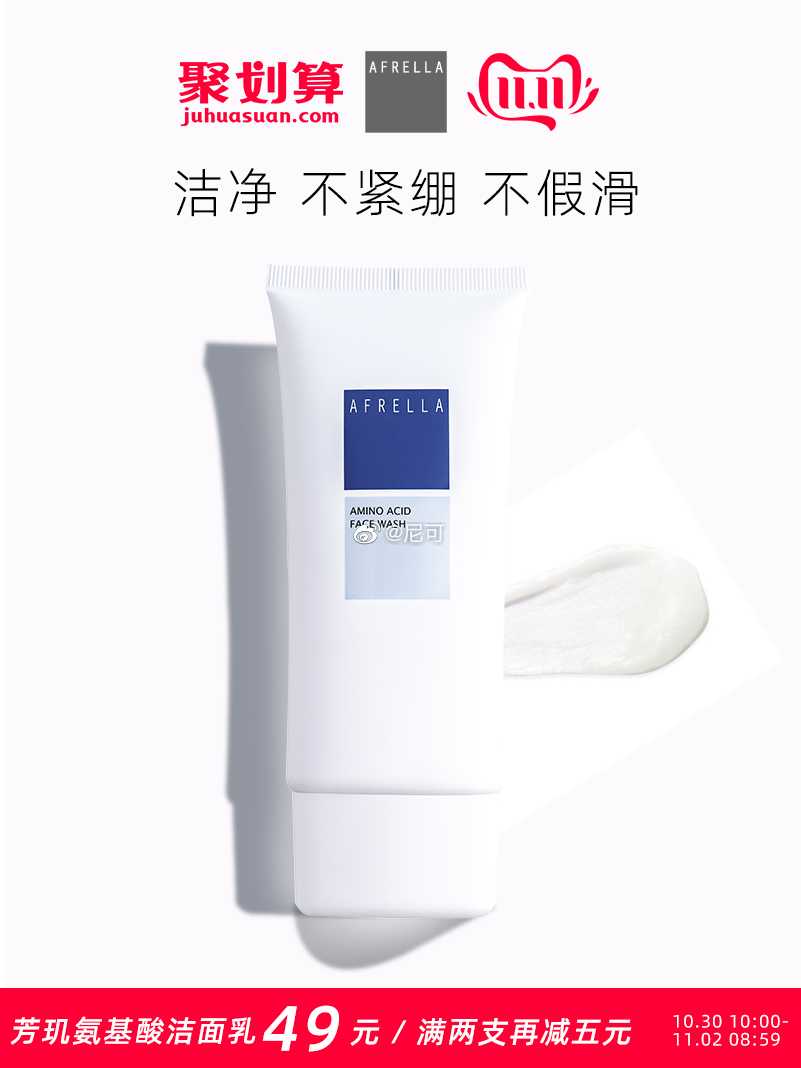 聚划算
juhuasuan.com
AFRELLA
11.11
洁净 不紧绷 不假滑
AFRELLA
AMINO ACID
FACE WASH
@尼可
芳玑氨基酸洁面乳49元 / 满两支再减五元
10.30 10:00-
11.02 08:59